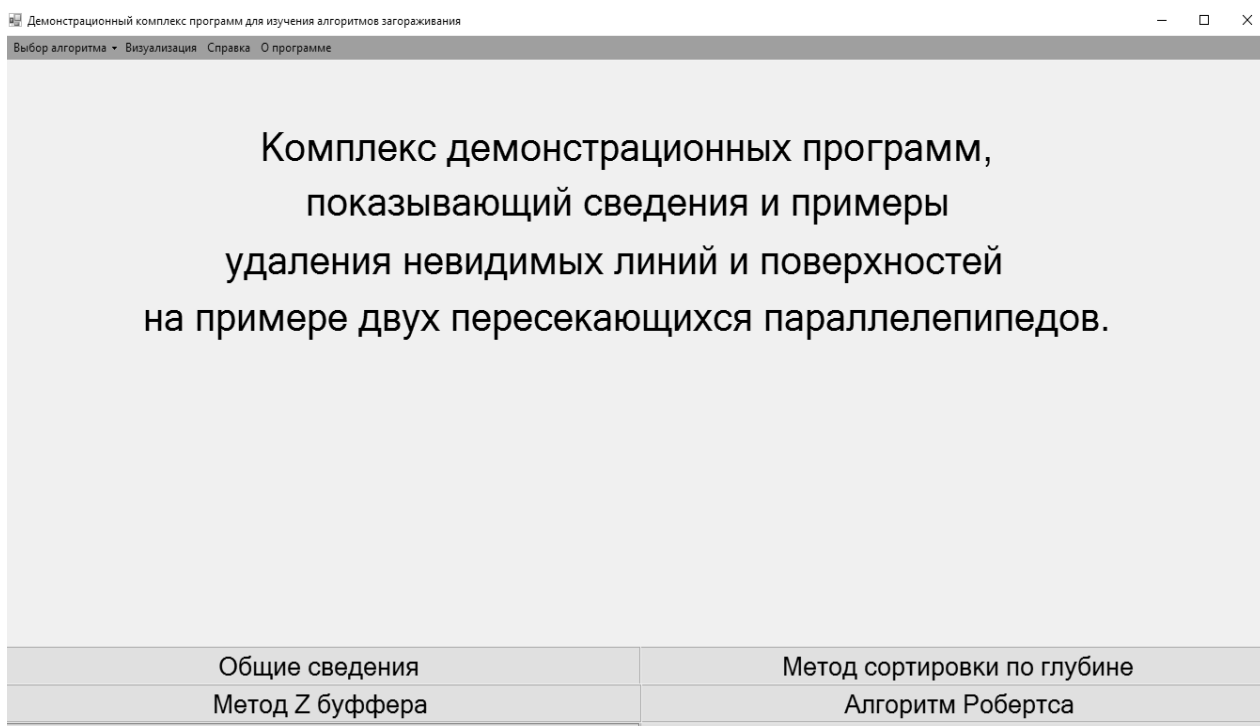 Демонстрационный комплекс программ для изучения алгоритмов загораживания
Выбор алгоритма Визуализация Справка О программе
Комплекс демонстрационных программ,
показывающий сведения и примеры
удаления невидимых линий и поверхностей
на примере двух пересекающихся параллелепипедов.
Общие сведения Метод сортировки по глубине
Метод Z буффера Алгоритм Робертса